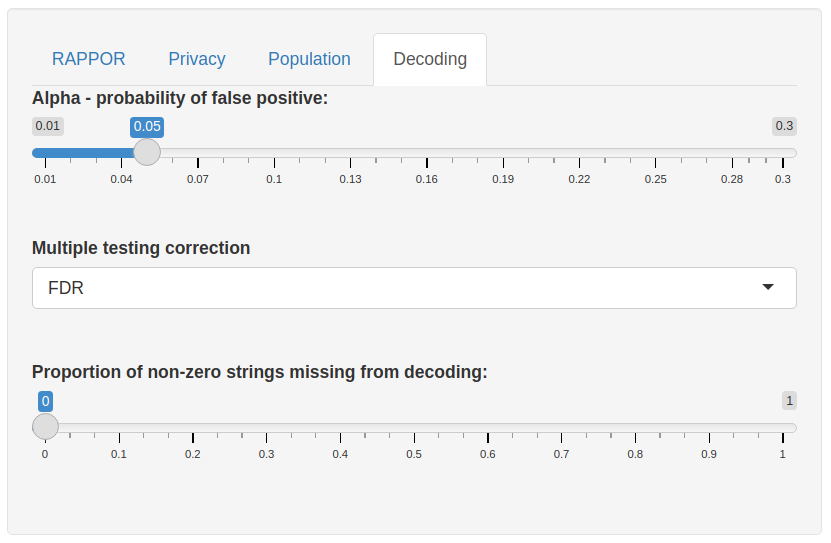 RAPPOR Privacy Population Decoding
Alpha - probability of false positive:
0.01 0.05 0.3
0.01 0.04 0.07 0.1 0.13 0.16 0.19 0.22 0.25 0.28 0.3
Multiple testing correction
FDR
Proportion of non-zero strings missing from decoding:
0 1
0 0.1 0.2 0.3 0.4 0.5 0.6 0.7 0.8 0.9 1